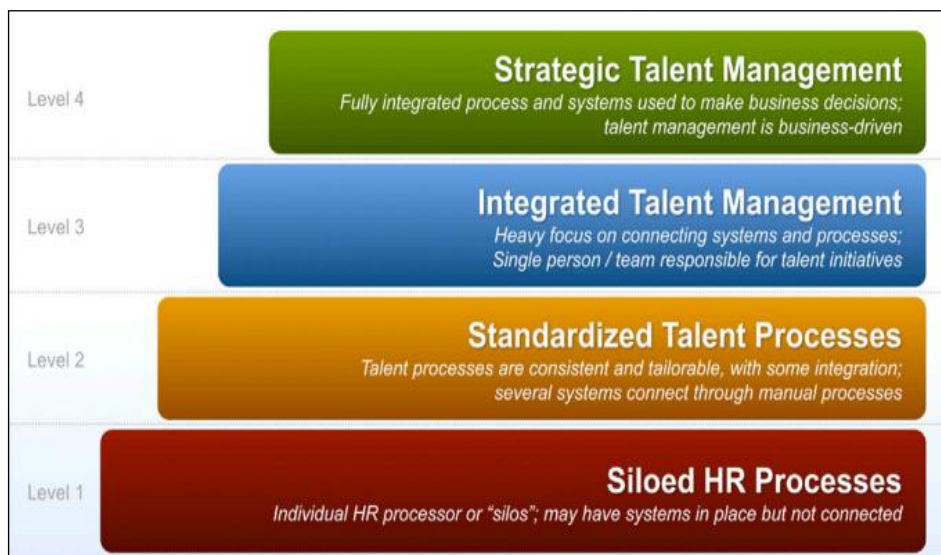 Level 4
Strategic Talent Management
Fully integrated process and systems used to make business decisions;
talent management is business-driven
Level 3
Integrated Talent Management
Heavy focus on connecting systems and processes;
Single person / team responsible for talent initiatives
Level 2
Standardized Talent Processes
Talent processes are consistent and tailorable, with some integration;
several systems connect through manual processes
Level 1
Siloed HR Processes
Individual HR processor or “silos”; may have systems in place but not connected